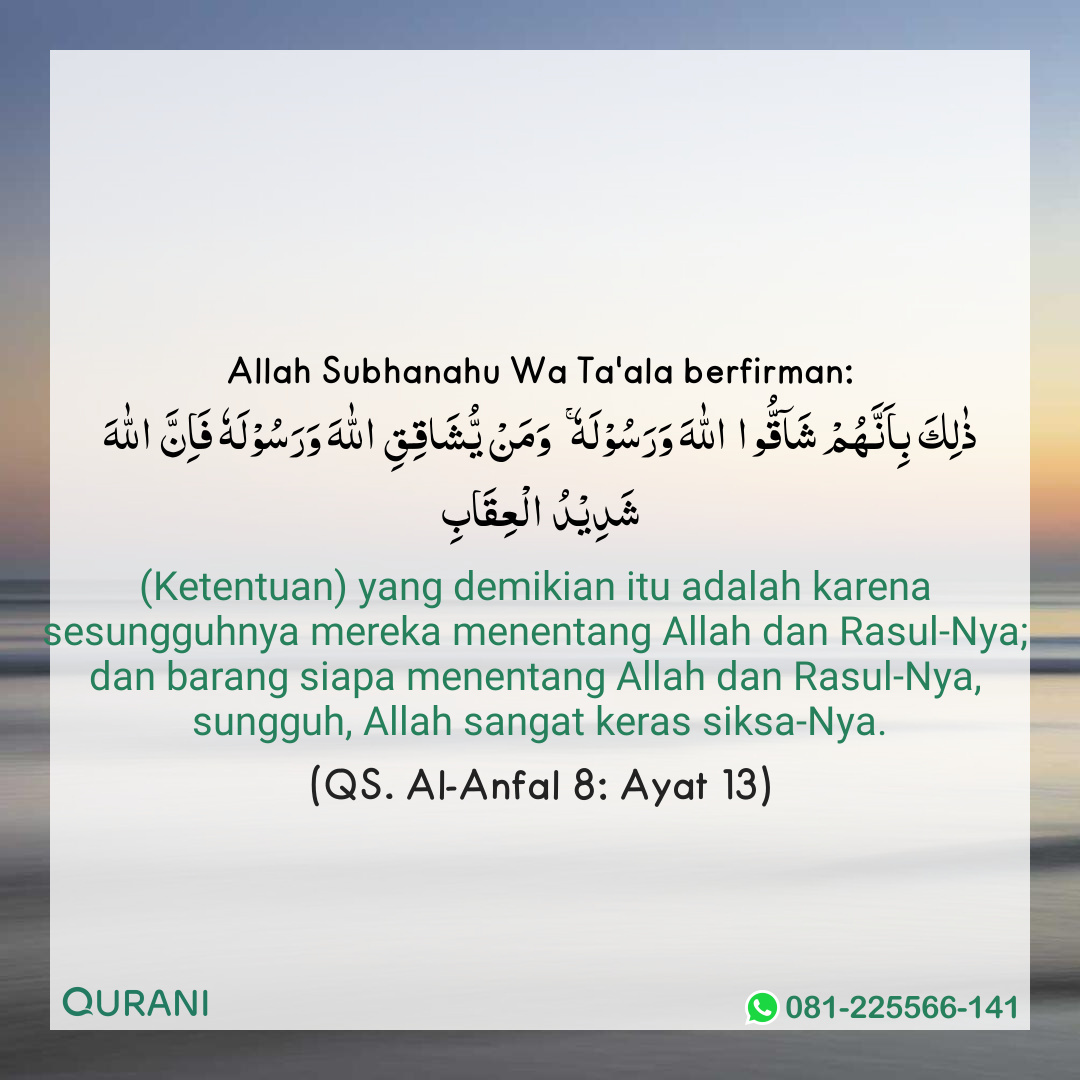 Allah Subhanahu Wa Ta'ala berfirman:
ذٰلِكَ بِاَنَّهُمْ شَآقُّوا اللّٰهَ وَرَسُوْلَهٗ ۚ وَمَنْ يُّشَاقِقِ اللّٰهَ وَرَسُوْلَهٗ فَاِنَّ اللّٰهَ
شَدِيْدُ الْعِقَابِ
(Ketentuan) yang demikian itu adalah karena
sesungguhnya mereka menentang Allah dan Rasul-Nya;
dan barang siapa menentang Allah dan Rasul-Nya,
sungguh, Allah sangat keras siksa-Nya.
(QS. Al-Anfal 8: Ayat 13)
QURANI
081-225566-141